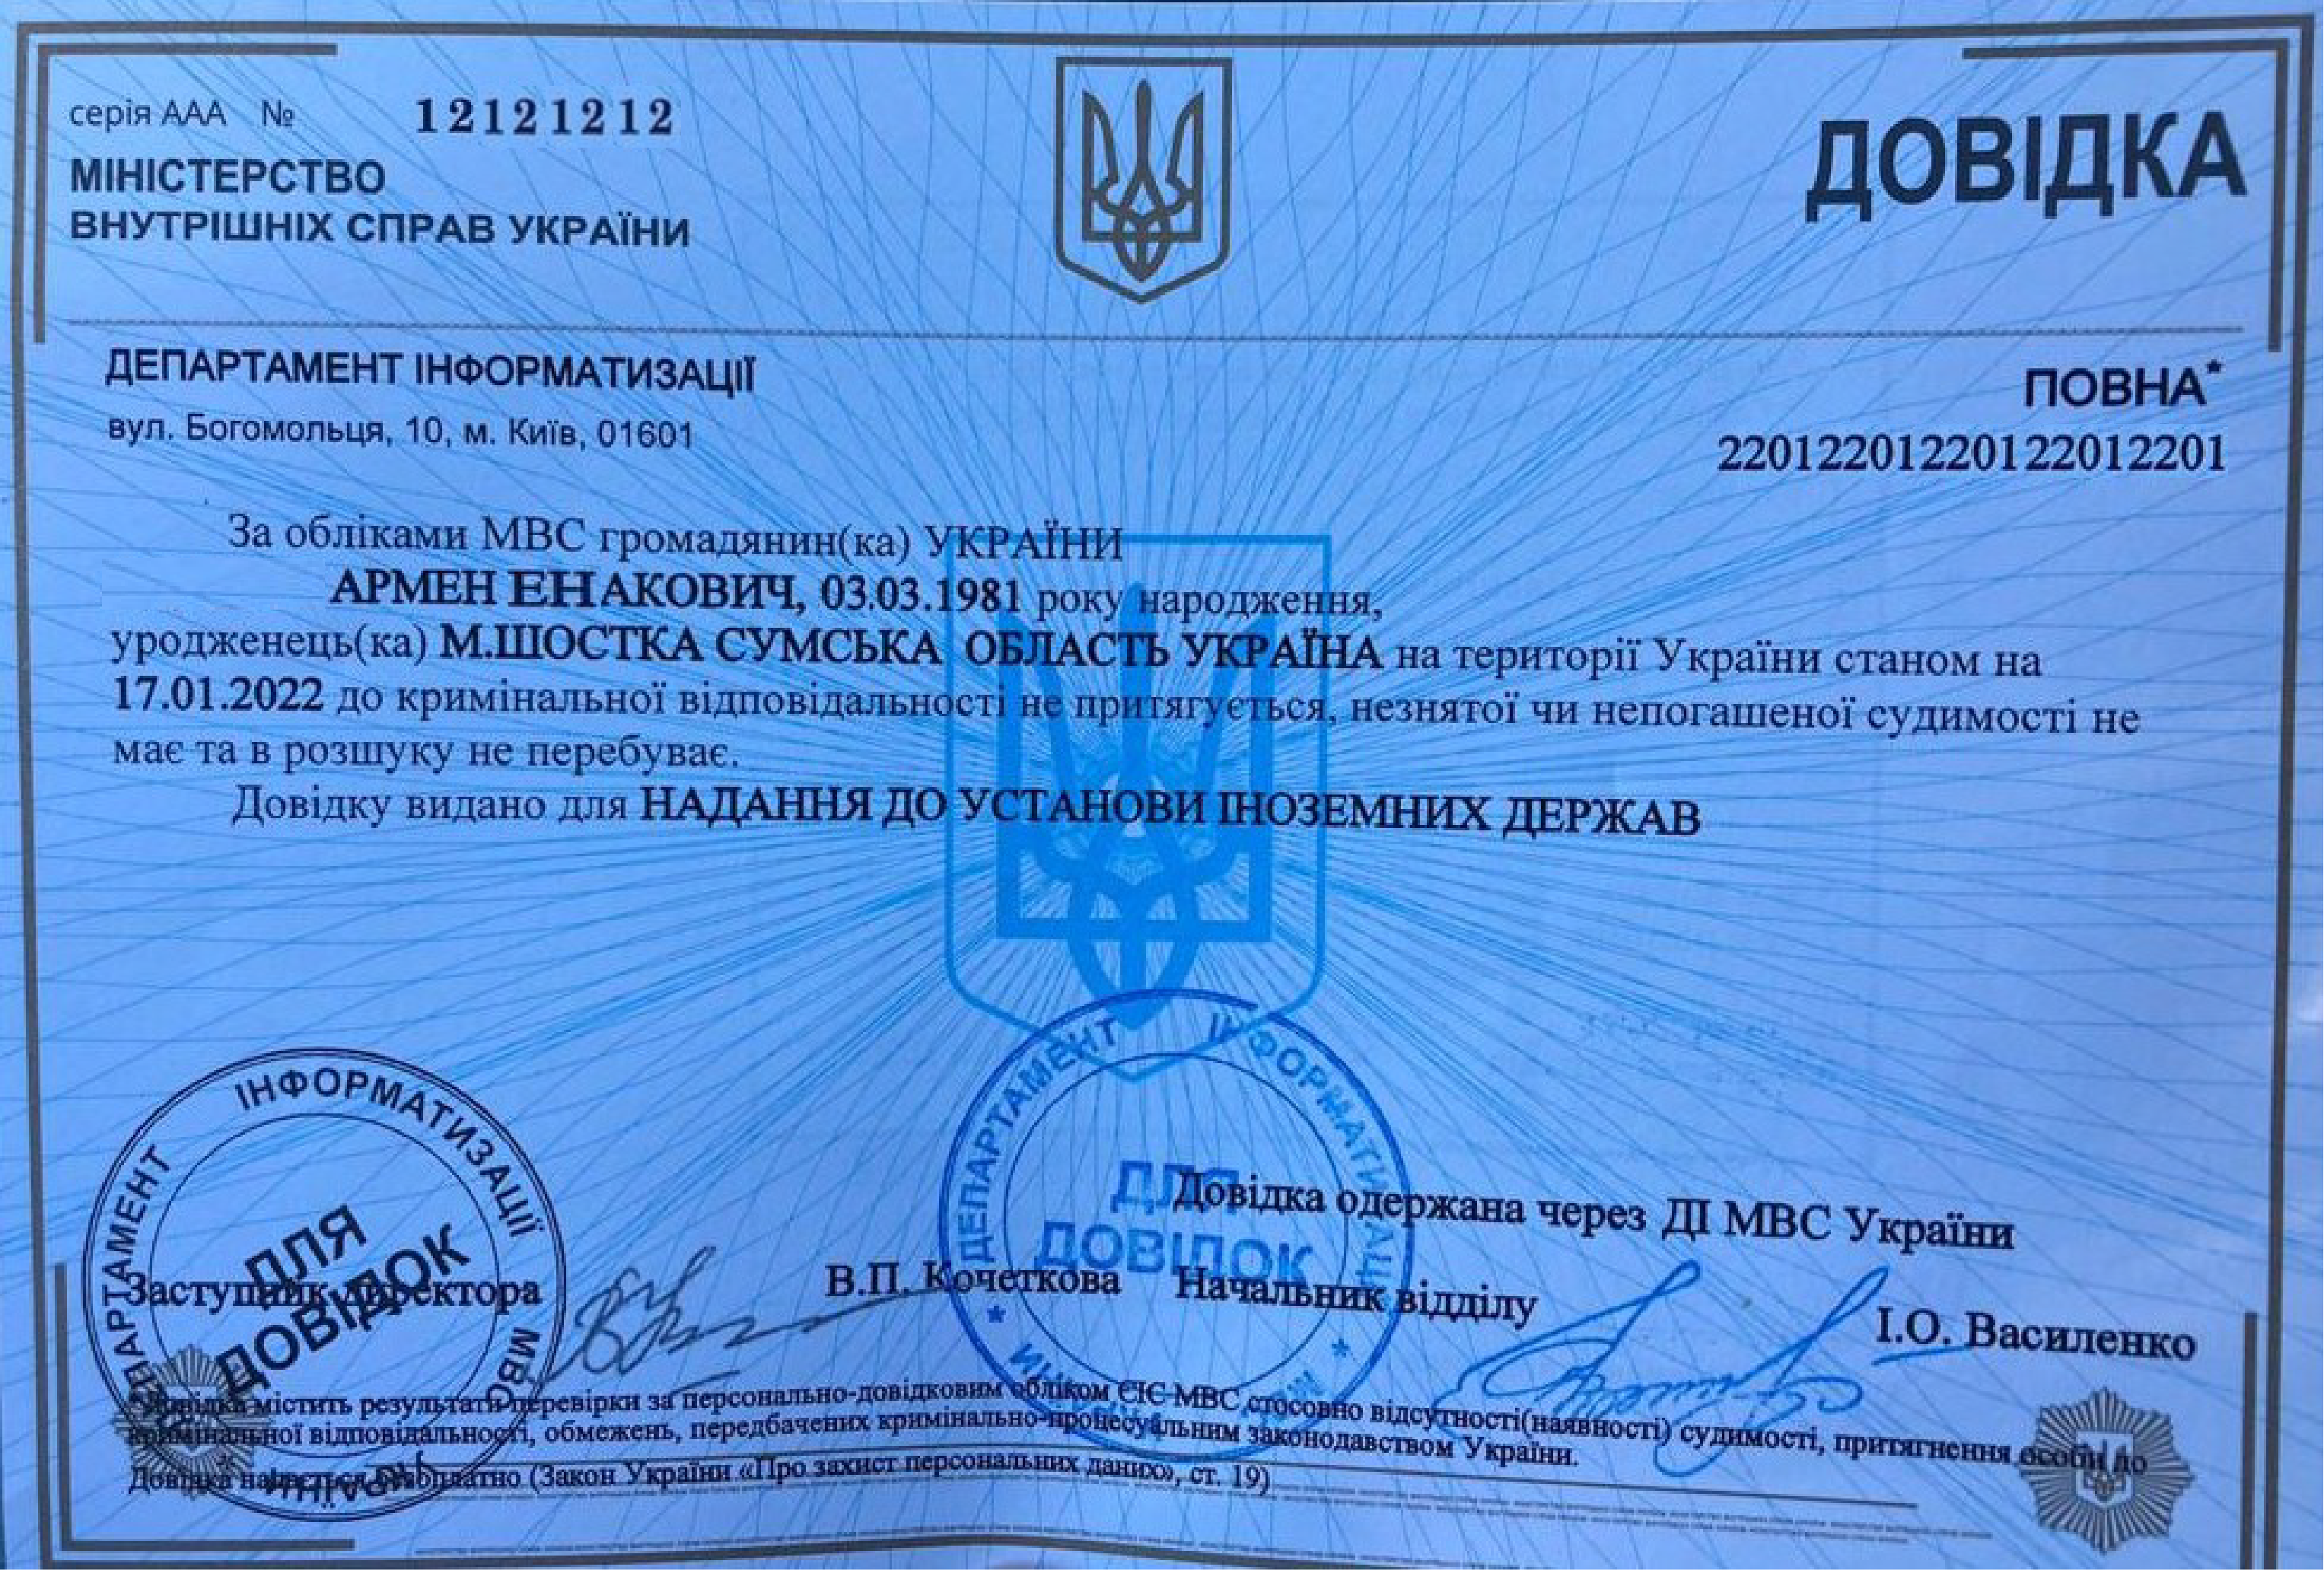 серія ААА № 12121212
МІНІСТЕРСТВО
ВНУТРІШНІХ СПРАВ УКРАЇНИ
ДОВІДКА
ДЕПАРТАМЕНТ ІНФОРМАТИЗАЦІЇ
вул. Богомольця, 10, м. Київ, 01601
ПОВНА*
22012201220122012201
За обліками МВС громадянин(ка) УКРАЇНИ
АРМЕН ЕНАКОВИЧ, 03.03.1981 року народження,
уродженець(ка) М.ШОСТКА СУМСЬКА ОБЛАСТЬ УКРАЇНА на території України станом на
17.01.2022 до кримінальної відповідальності не притягується, незнятої чи непогашеної судимості не
має та в розшуку не перебуває.
Довідку видано для НАДАННЯ ДО УСТАНОВИ ІНОЗЕМНИХ ДЕРЖАВ
ДЕПАРТАМЕНТ ІНФОРМАТИЗАЦІЇ МВС УКРАЇНИ
ДЛЯ
ДОВІДОК
ДЕПАРТАМЕНТ ІНФОРМАТИЗАЦІЇ
ДЛЯ
ДОВІДОК
Довідка одержана через ДІ МВС України
Заступник директора В.П. Кочеткова Начальник відділу І.О. Василенко
*Довідка містить результати перевірки за персонально-довідковим обліком ЄІС МВС стосовно відсутності(наявності) судимості, притягнення особи до
кримінальної відповідальності, обмежень, передбачених кримінально-процесуальним законодавством України.
Довідка надається безоплатно (Закон України «Про захист персональних даних», ст. 19)